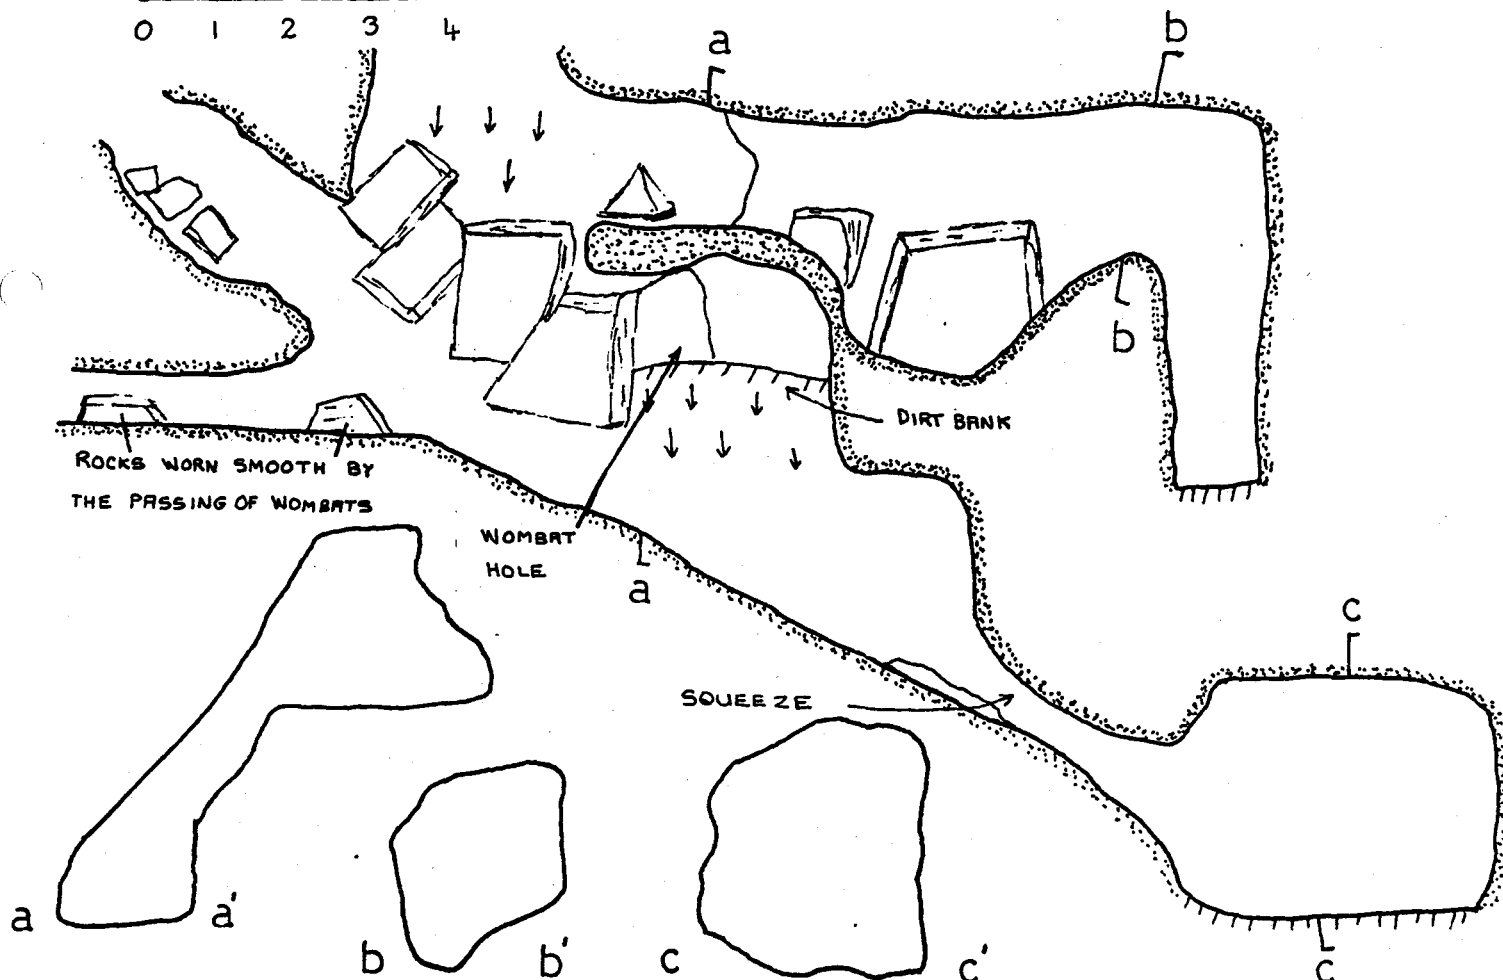 0 1 2 3 4
a
b
b
DIRT BANK
ROCKS WORN SMOOTH BY
THE PASSING OF WOMBATS
WOMBAT
HOLE
a
c
SQUEEZE
a a'
b b'
c c'
c